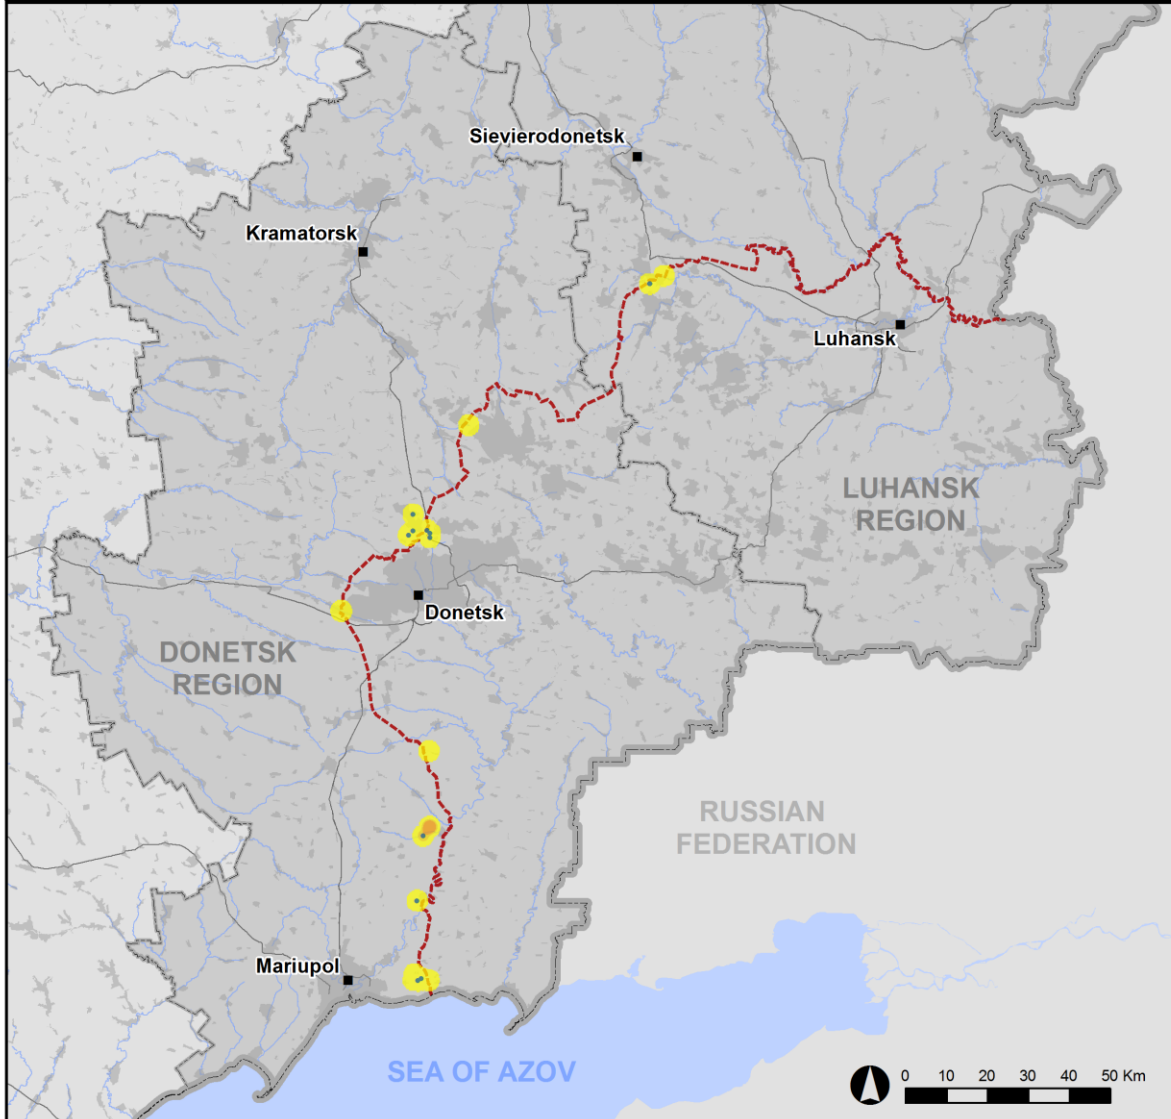 Sievierodonetsk
Kramatorsk
Luhansk
LUHANSK
REGION
Donetsk
DONETSK
REGION
RUSSIAN
FEDERATION
Mariupol
SEA OF AZOV
0 10 20 30 40 50 Km